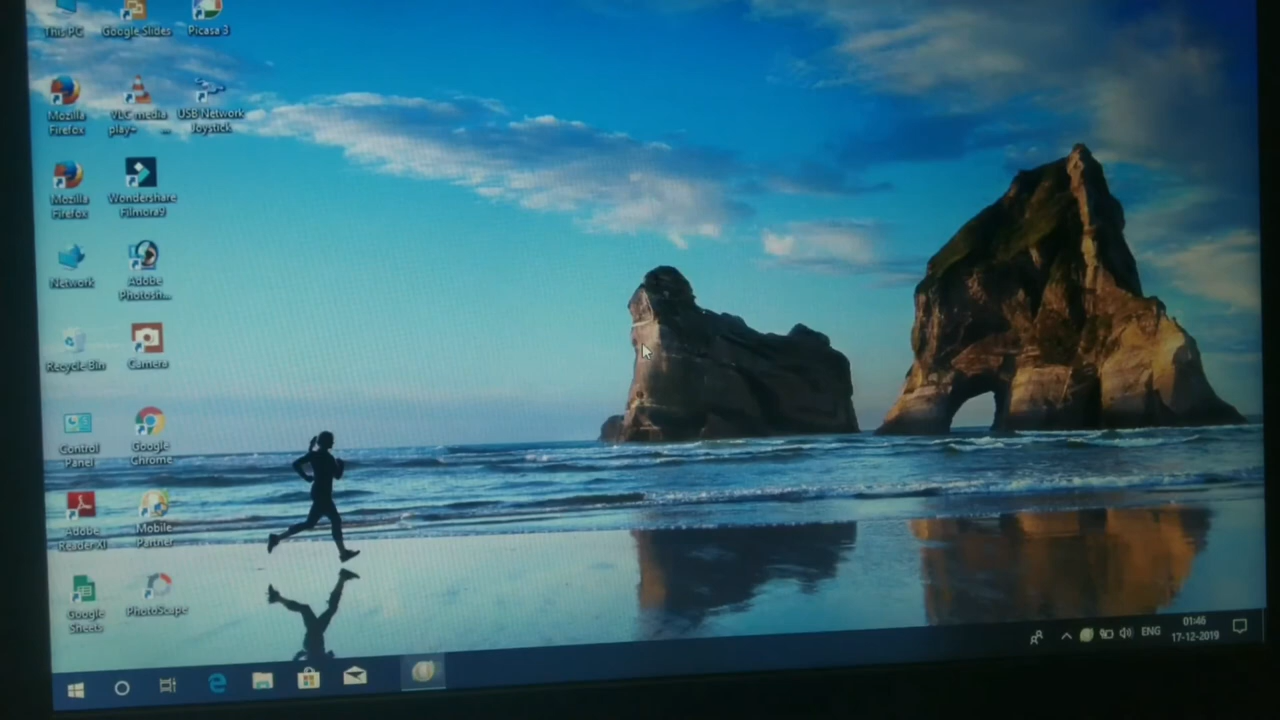 This PC
Google Slides
Picasa 3
Mozilla
Firefox
VLC media
play
...
USB Network
Joystick
Mozilla
Firefox
Wondershare
Filmora9
Network
Adobe
Photosh...
Recycle Bin
Camera
Control
Panel
Google
Chrome
Adobe
Reader XI
Mobile
Partner
Google
Sheets
PhotoScape
ENG
01:46
17-12-2019